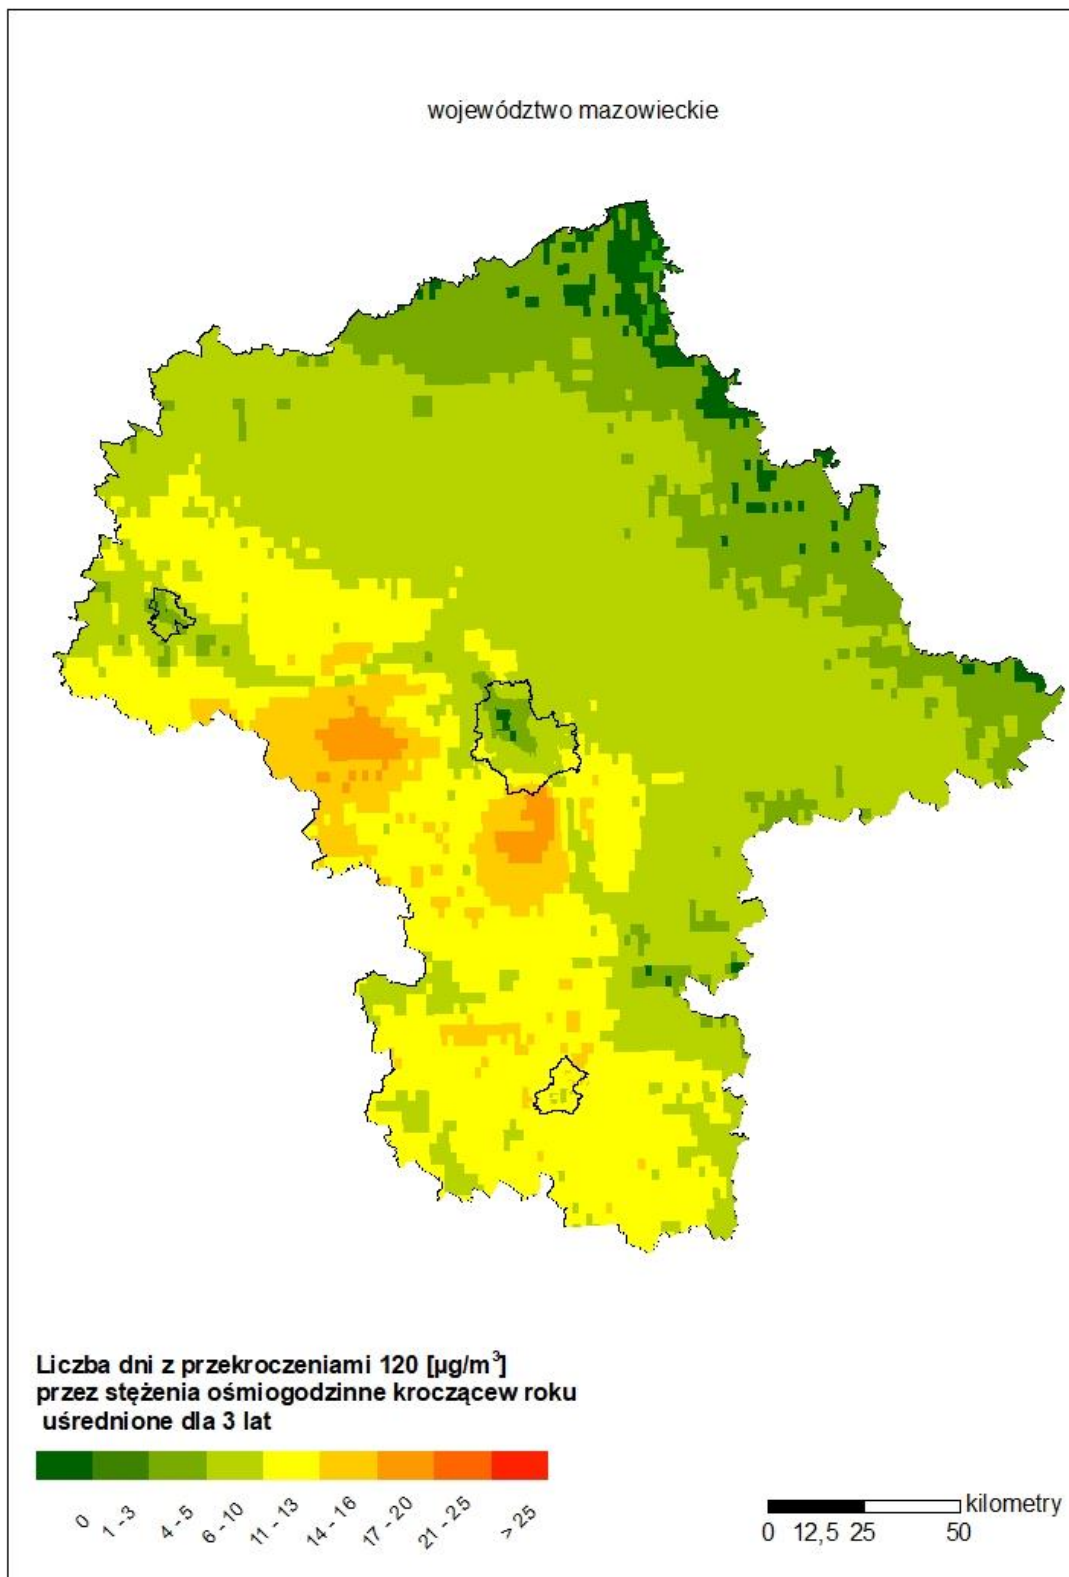 województwo mazowieckie
Liczba dni z przekroczeniami 120 [µg/m³]
przez stężenia ośmiogodzinne kroczącew roku
uśrednione dla 3 lat
0 1 - 3 4 - 5 6 - 10 11 - 13 14 - 16 17 - 20 21 - 25 > 25
kilometry
0 12,5 25 50